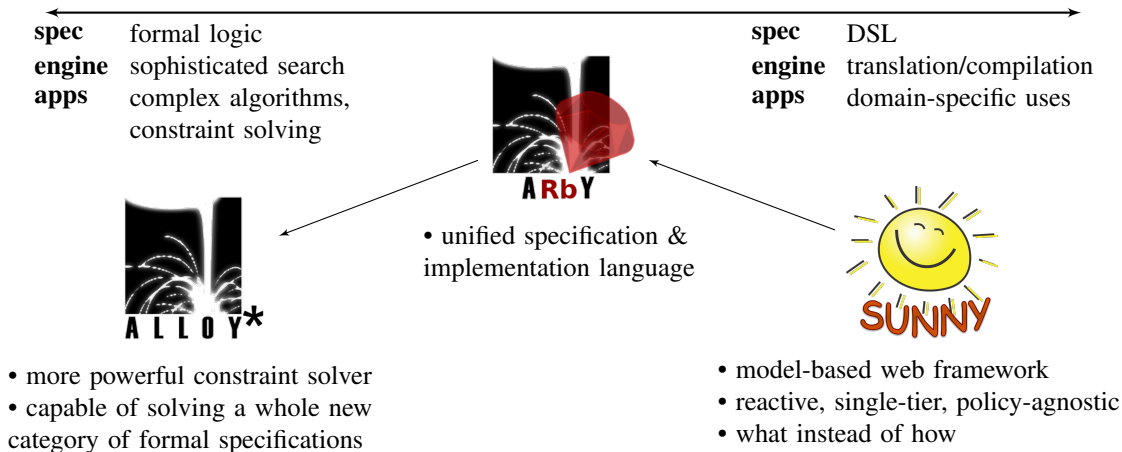 spec formal logic
engine sophisticated search
apps complex algorithms,
constraint solving
spec DSL
engine translation/compilation
apps domain-specific uses
ARbY
• unified specification &
implementation language
ALLOY*
• more powerful constraint solver
• capable of solving a whole new
category of formal specifications
SUNNY
• model-based web framework
• reactive, single-tier, policy-agnostic
• what instead of how